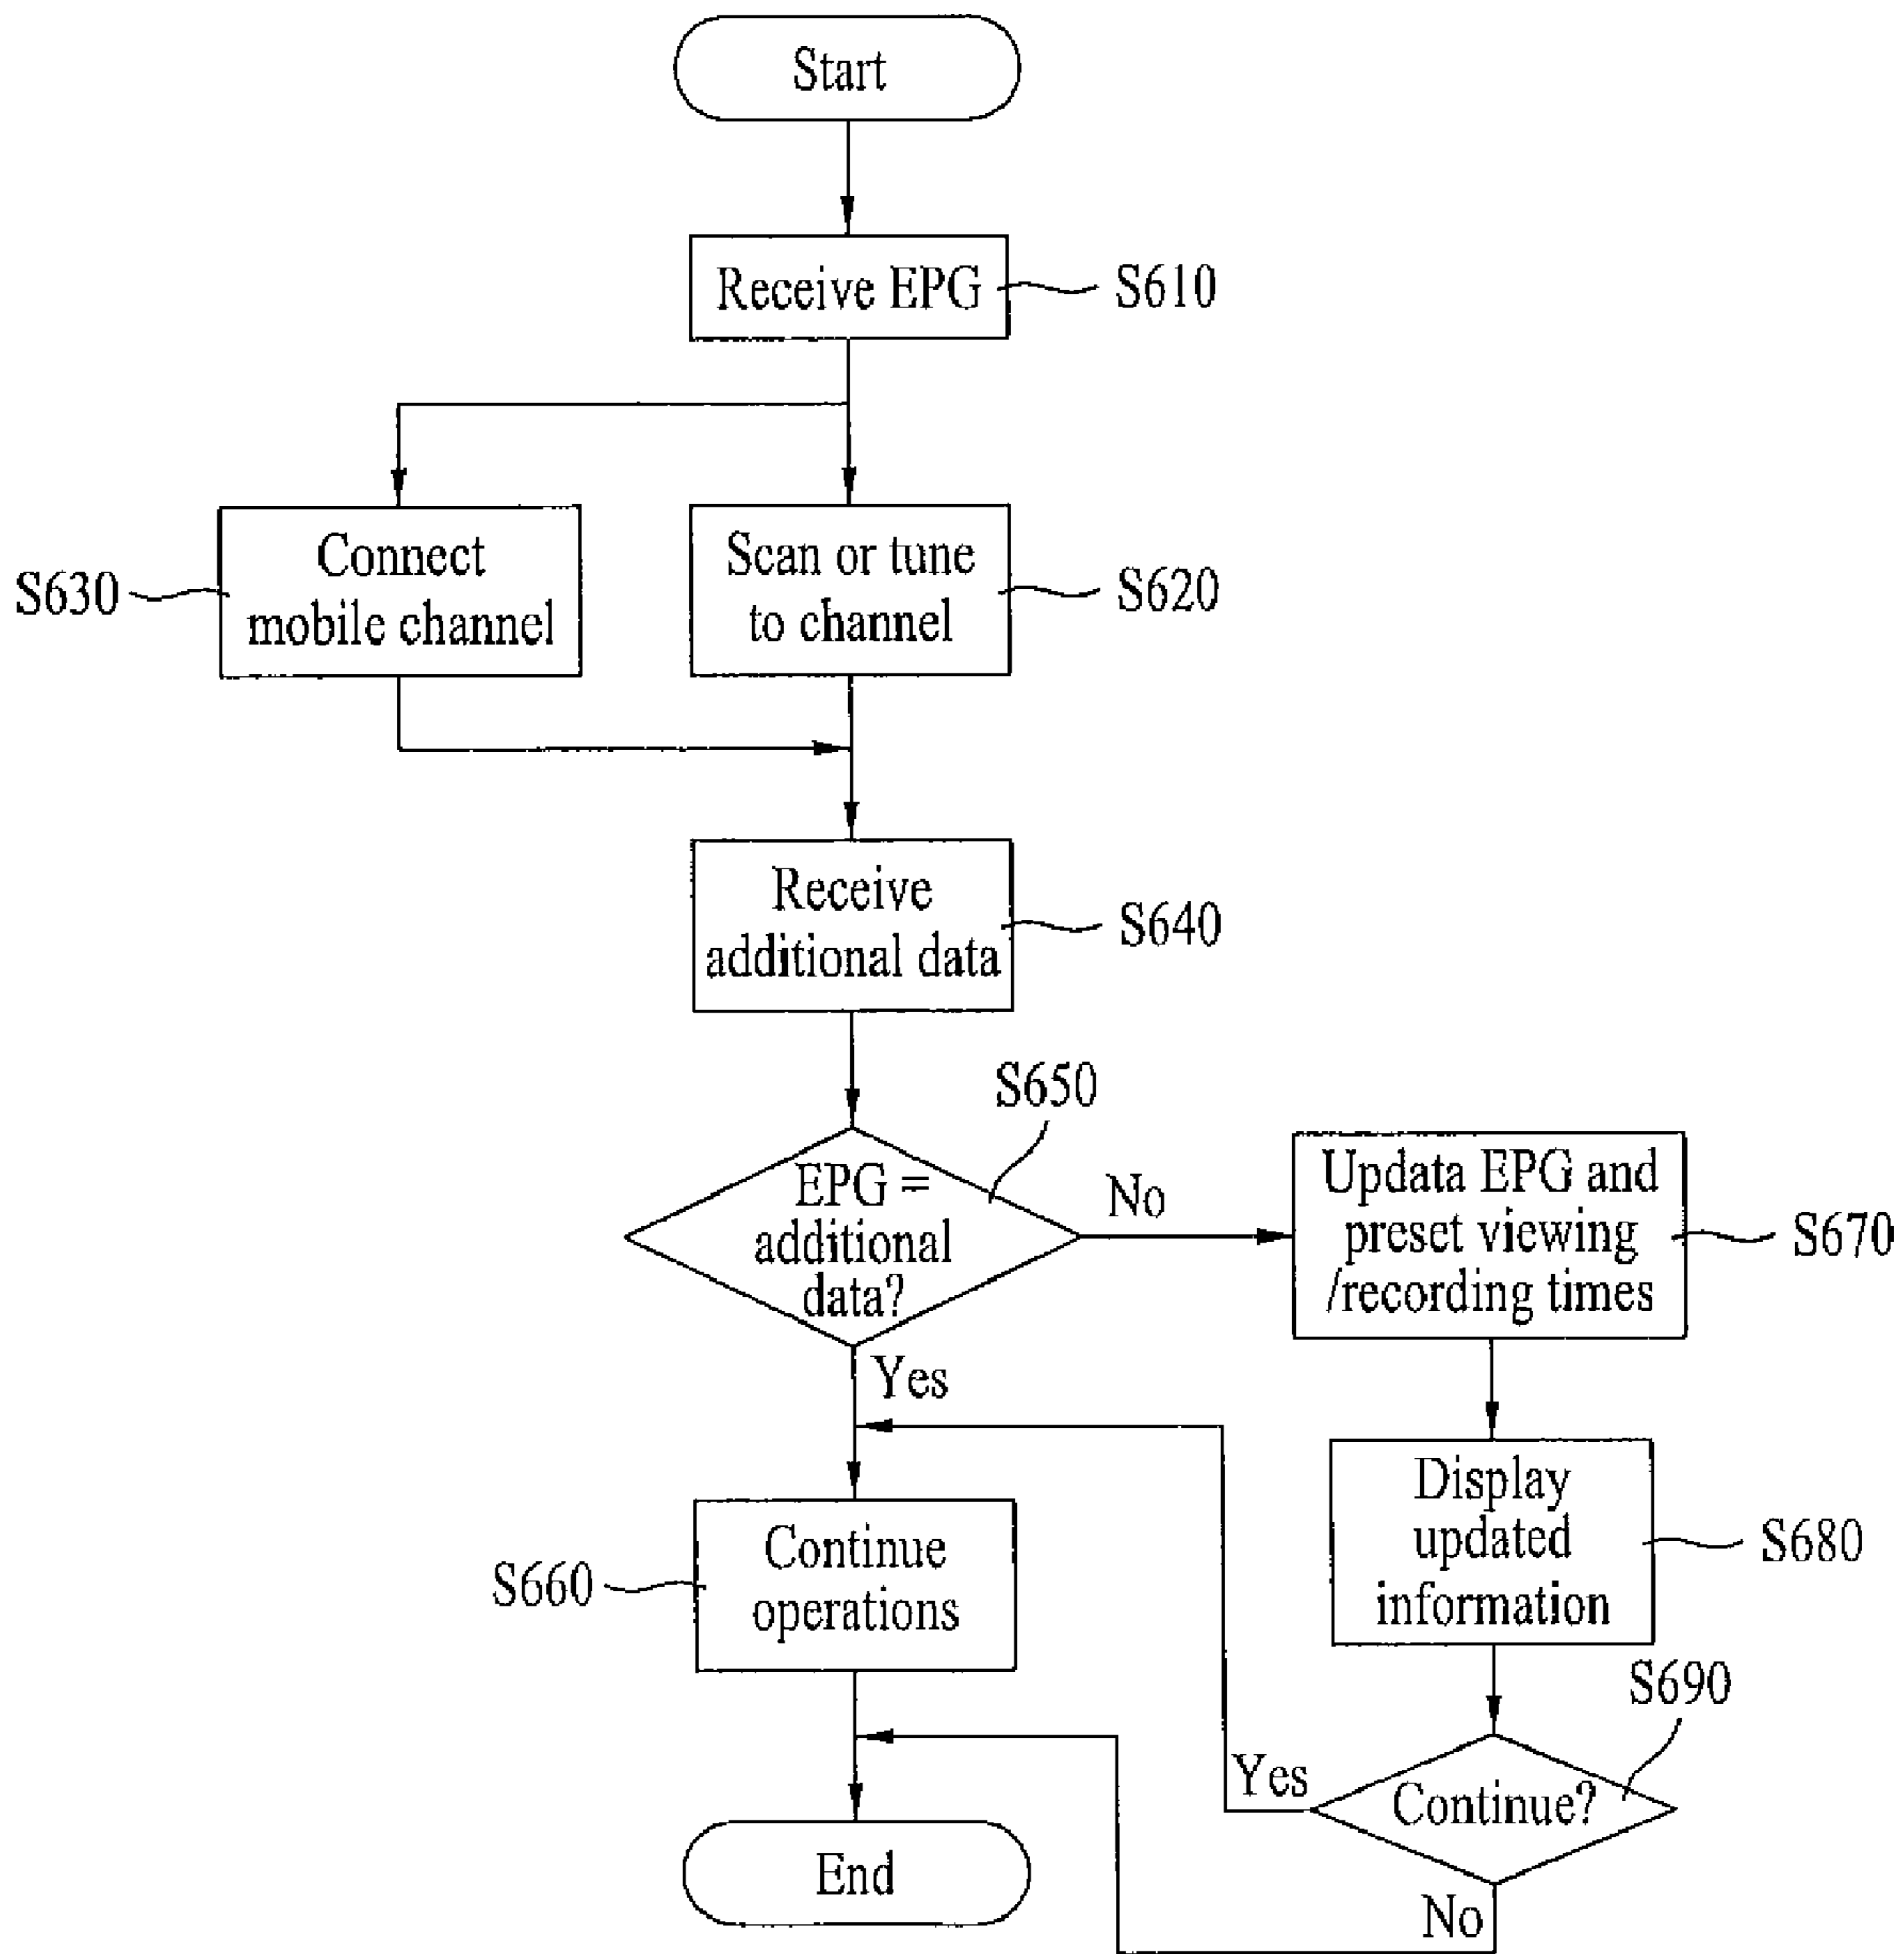 Start
Receive EPG
S610
Connect
mobile channel
S630
Scan or tune
to channel
S620
Receive
additional data
S640
S650
EPG =
additional
data?
No
Updata EPG and
preset viewing
/recording times
S670
Yes
Display
updated
information
S680
Continue
operations
S660
S690
Continue?
Yes
No
End